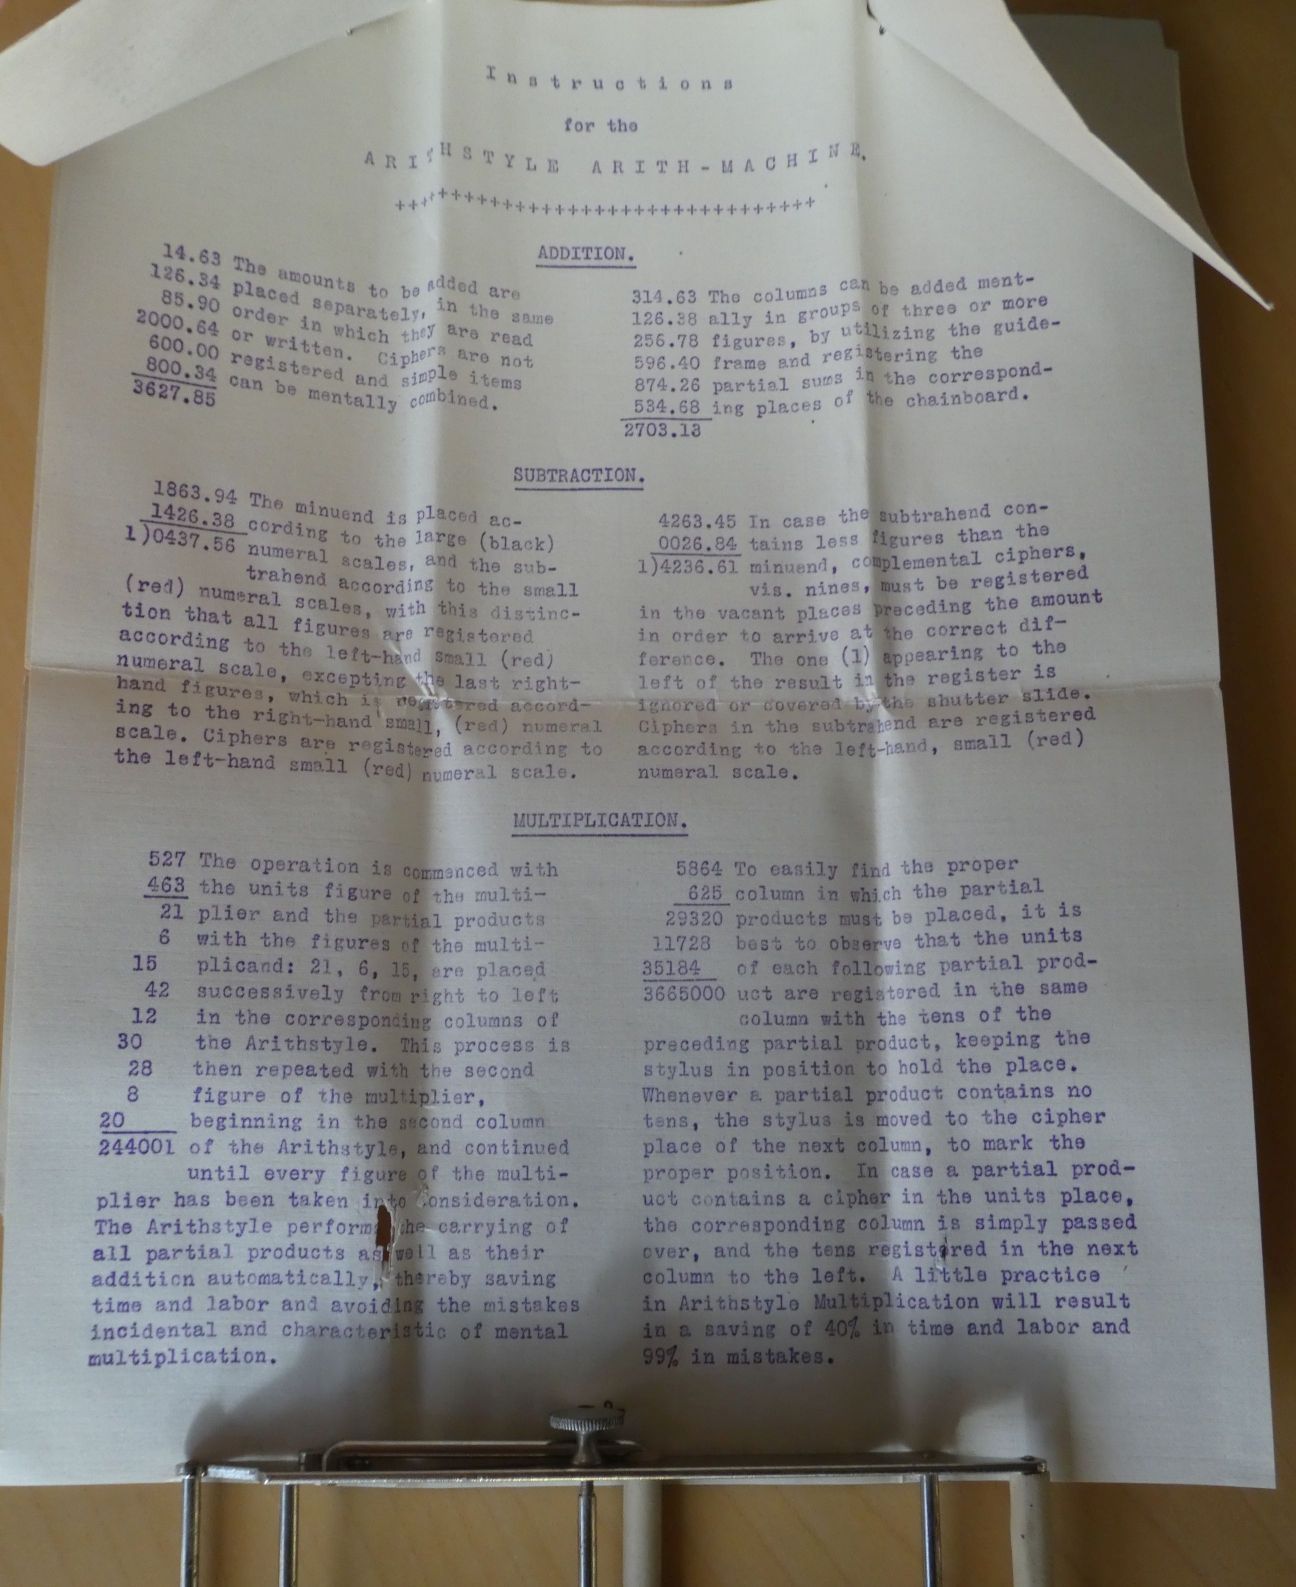 Instructions
for the
ARITHSTYLE ARITH-MACHINE.
+++++++++++++++++++++++++++++++++
ADDITION.
14.63 The amounts to be added are
126.34 placed separately, in the same
85.90 order in which they are read
2000.64 or written. Ciphers are not
600.00 registered and simple items
800.34 can be mentally combined.
3627.85
314.63 The columns can be added ment-
126.38 ally in groups of three or more
256.78 figures, by utilizing the guide-
596.40 frame and registering the
874.26 partial sums in the correspond-
534.68 ing places of the chainboard.
2703.13
SUBTRACTION.
1863.94 The minuend is placed ac-
1426.38 cording to the large (black)
1)0437.56 numeral scales, and the sub-
trahend according to the small
(red) numeral scales, with this distinc-
tion that all figures are registered
according to the left-hand small (red)
numeral scale, excepting the last right-
hand figures, which is registered accord-
ing to the right-hand small, (red) numeral
scale. Ciphers are registered according to
the left-hand small (red) numeral scale.
4263.45 In case the subtrahend con-
0026.84 tains less figures than the
1)4236.61 minuend, complemental ciphers,
vis. nines, must be registered
in the vacant places preceding the amount
in order to arrive at the correct dif-
ference. The one (1) appearing to the
left of the result in the register is
ignored or covered by the shutter slide.
Ciphers in the subtrahend are registered
according to the left-hand, small (red)
numeral scale.
MULTIPLICATION.
527 The operation is commenced with
463 the units figure of the multi-
21 plier and the partial products
6 with the figures of the multi-
15 plicand: 21, 6, 15, are placed
42 successively from right to left
12 in the corresponding columns of
30 the Arithstyle. This process is
28 then repeated with the second
8 figure of the multiplier,
20 beginning in the second column
244001 of the Arithstyle, and continued
until every figure of the multi-
plier has been taken into consideration.
The Arithstyle performs the carrying of
all partial products as well as their
addition automatically, thereby saving
time and labor and avoiding the mistakes
incidental and characteristic of mental
multiplication.
5864 To easily find the proper
625 column in which the partial
29320 products must be placed, it is
11728 best to observe that the units
35184 of each following partial prod-
3665000 uct are registered in the same
column with the tens of the
preceding partial product, keeping the
stylus in position to hold the place.
Whenever a partial product contains no
tens, the stylus is moved to the cipher
place of the next column, to mark the
proper position. In case a partial prod-
uct contains a cipher in the units place,
the corresponding column is simply passed
over, and the tens registered in the next
column to the left. A little practice
in Arithstyle Multiplication will result
in a saving of 40% in time and labor and
99% in mistakes.